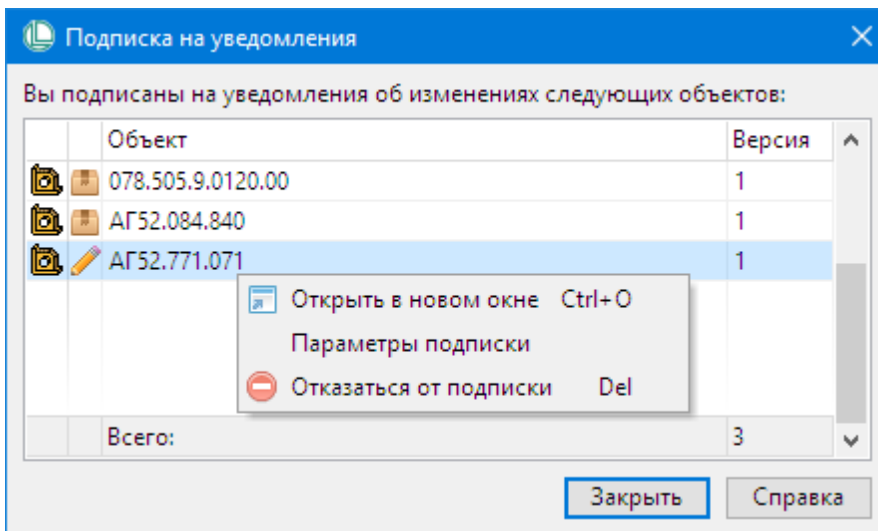 Подписка на уведомления
Вы подписаны на уведомления об изменениях следующих объектов:
Объект Версия
078.505.9.0120.00 1
АГ52.084.840 1
АГ52.771.071 1
Открыть в новом окне Ctrl+O
Параметры подписки
Отказаться от подписки Del
Всего: 3
Закрыть Справка